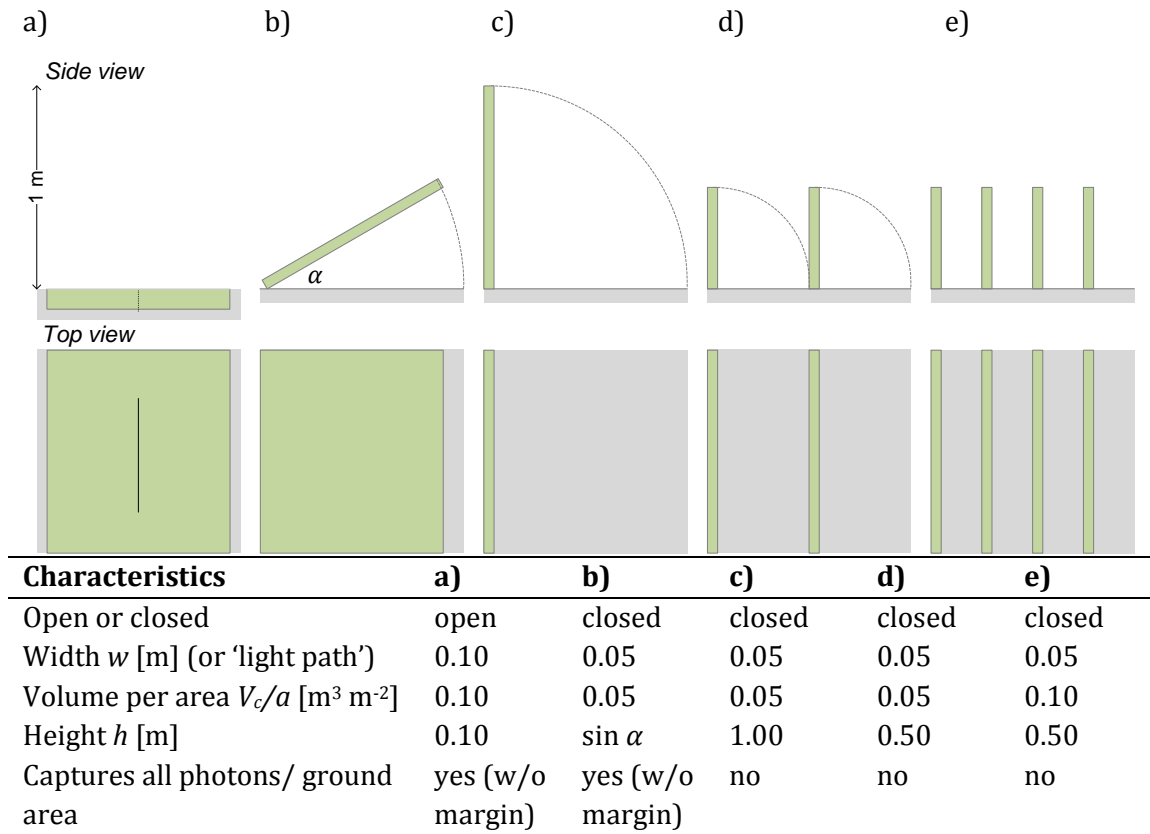 a) b) c) d) e)
Side view
1 m
α
Top view
Characteristics a) b) c) d) e)
Open or closed open closed closed closed closed
Width w [m] (or ‘light path’) 0.10 0.05 0.05 0.05 0.05
Volume per area Vc/a [m³ m⁻²] 0.10 0.05 0.05 0.05 0.10
Height h [m] 0.10 sin α 1.00 0.50 0.50
Captures all photons/ ground yes (w/o yes (w/o no no no
area margin) margin)